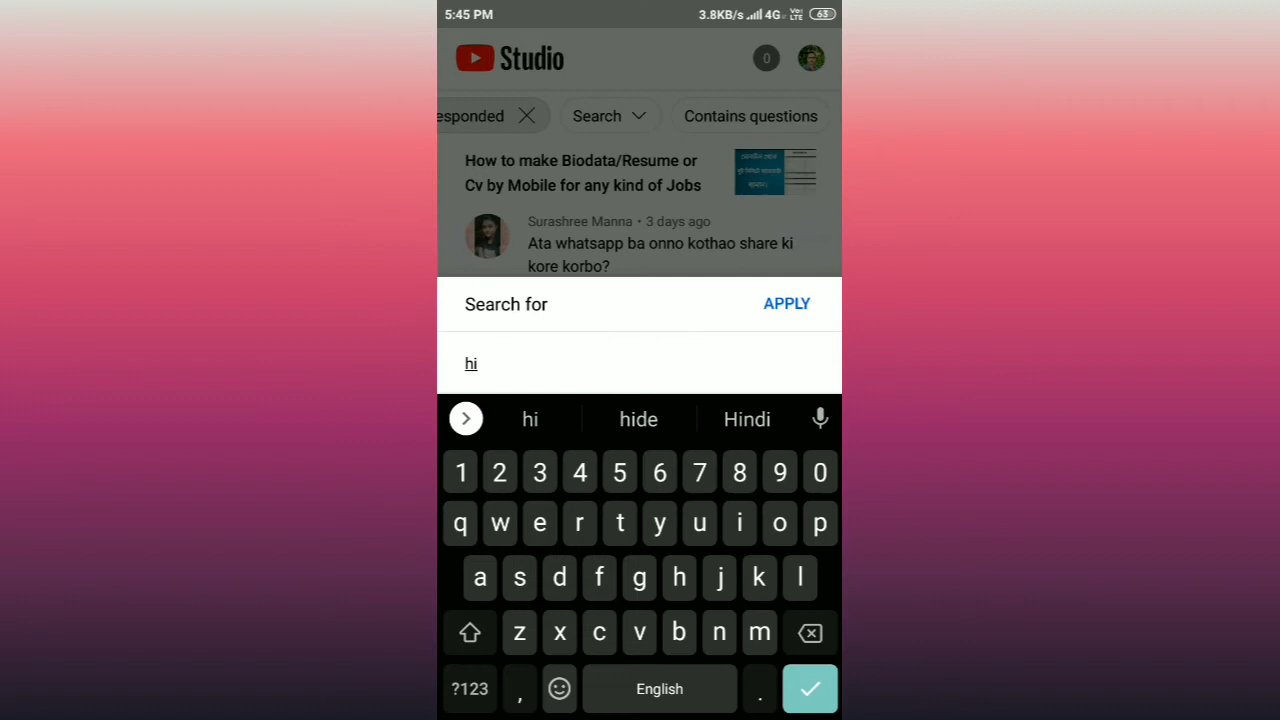 5:45 PM 3.8KB/s 4G Vo LTE 63
Studio 0
esponded Search Contains questions
How to make Biodata/Resume or
Cv by Mobile for any kind of Jobs
Surashree Manna • 3 days ago
Ata whatsapp ba onno kothao share ki
kore korbo?
Search for APPLY
hi
hi hide Hindi
1 2 3 4 5 6 7 8 9 0
q w e r t y u i o p
a s d f g h j k l
z x c v b n m
?123 , English .